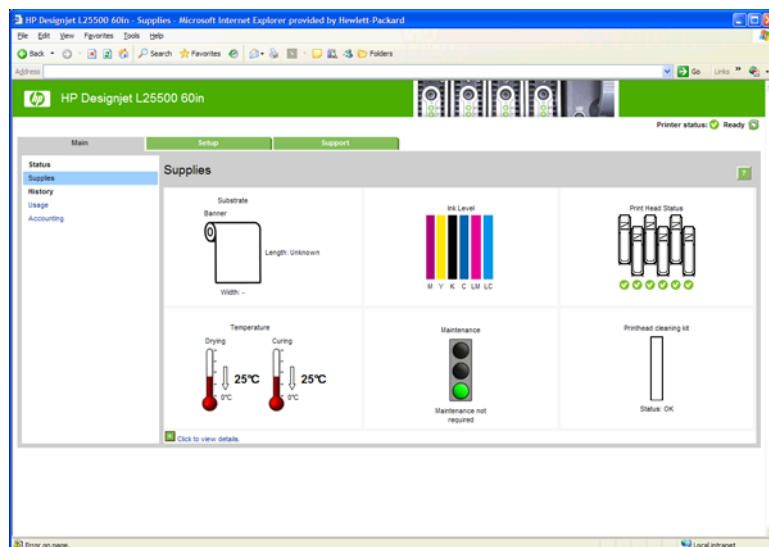 HP Designjet L25500 60in - Supplies - Microsoft Internet Explorer provided by Hewlett-Packard
File Edit View Favorites Tools Help
Back Search Favorites Folders
Address Go Links »
hp HP Designjet L25500 60in
Printer status: Ready
Main Setup Support
Status
Supplies
History
Usage
Accounting
Supplies
?
Substrate
Banner
Length: Unknown
Width: -
Ink Level
M Y K C LM LC
Print Head Status
Temperature
Drying Curing
25°C 25°C
0°C 0°C
Maintenance
Maintenance not
required
Printhead cleaning kit
Status: OK
Click to view details.
Error on page. Local intranet